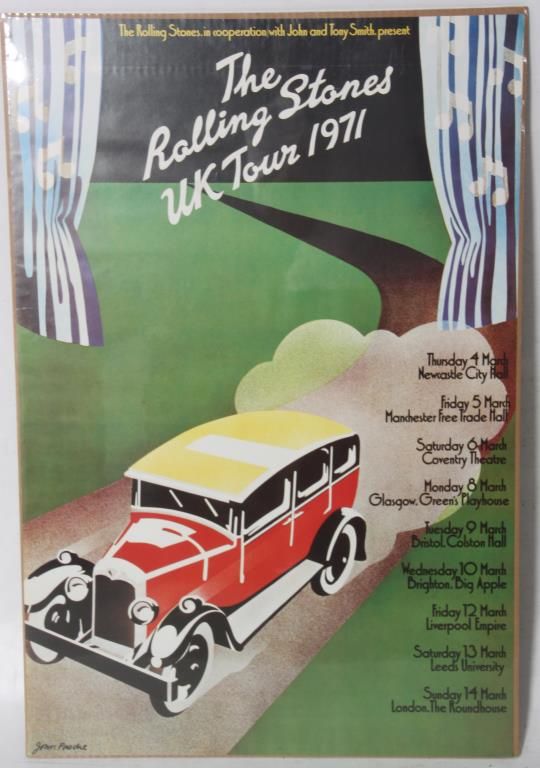 The Rolling Stones, in cooperation with John and Tony Smith, present
The
Rolling Stones
UK Tour 1971
Thursday 4 March
Newcastle City Hall
Friday 5 March
Manchester Free Trade Hall
Saturday 6 March
Coventry Theatre
Monday 8 March
Glasgow, Green's Playhouse
Tuesday 9 March
Bristol, Colston Hall
Wednesday 10 March
Brighton, Big Apple
Friday 12 March
Liverpool Empire
Saturday 13 March
Leeds University
Sunday 14 March
London, The Roundhouse
John Pasche